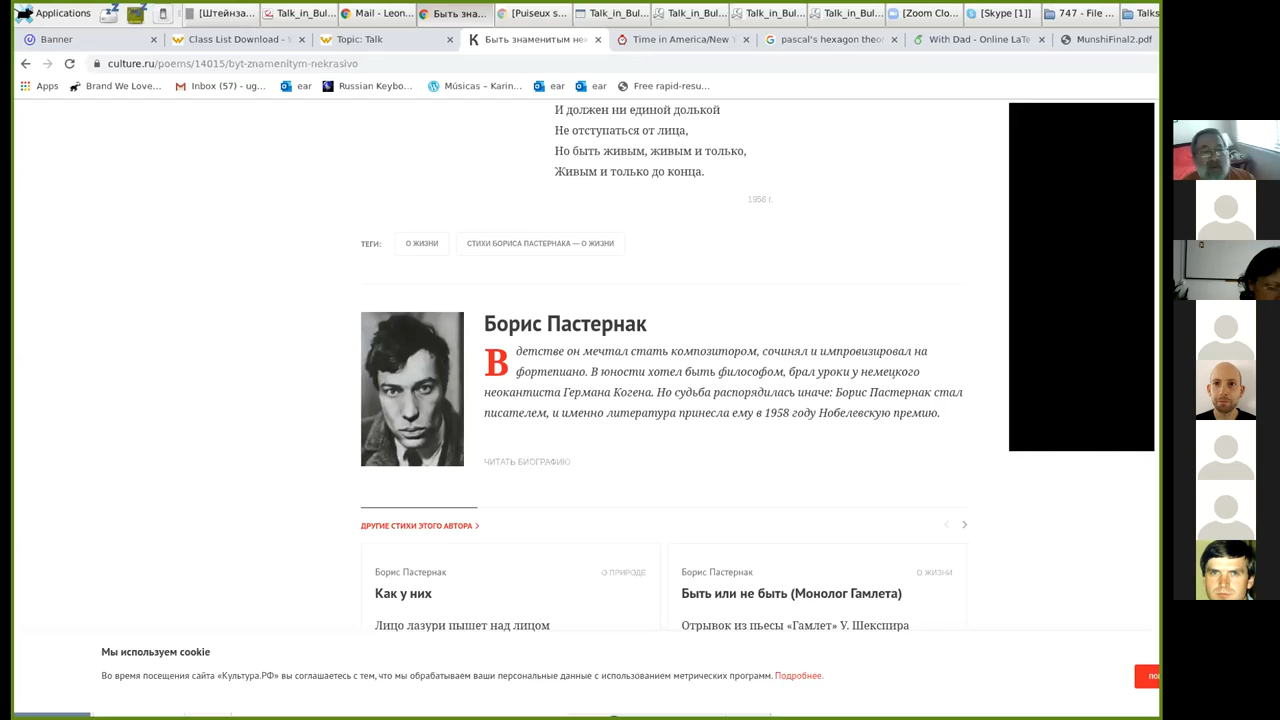 Applications
[Штейнза...
Talk_in_Bul...
Mail - Leon...
Быть зна...
[Puiseux s...
Talk_in_Bul...
Talk_in_Bul...
Talk_in_Bul...
Talk_in_Bul...
[Zoom Clo...
[Skype [1]]
747 - File ...
Talks
Banner
Class List Download -
Topic: Talk
Быть знаменитым не
Time in America/New
pascal's hexagon theo
With Dad - Online LaTe
MunshiFinal2.pdf
culture.ru/poems/14015/byt-znamenitym-nekrasivo
Apps
Brand We Love...
Inbox (57) - ug...
ear
Russian Keybo...
Músicas – Karin...
ear
ear
Free rapid-resu...
И должен ни единой долькой
Не отступаться от лица,
Но быть живым, живым и только,
Живым и только до конца.
1956 г.
ТЕГИ:
О ЖИЗНИ
СТИХИ БОРИСА ПАСТЕРНАКА — О ЖИЗНИ
Борис Пастернак
В детстве он мечтал стать композитором, сочинял и импровизировал на
фортепиано. В юности хотел быть философом, брал уроки у немецкого
неокантиста Германа Когена. Но судьба распорядилась иначе: Борис Пастернак стал
писателем, и именно литература принесла ему в 1958 году Нобелевскую премию.
ЧИТАТЬ БИОГРАФИЮ
ДРУГИЕ СТИХИ ЭТОГО АВТОРА
Борис Пастернак
О ПРИРОДЕ
Как у них
Лицо лазури пышет над лицом
Борис Пастернак
О ЖИЗНИ
Быть или не быть (Монолог Гамлета)
Отрывок из пьесы «Гамлет» У. Шекспира
Мы используем cookie
Во время посещения сайта «Культура.РФ» вы соглашаетесь с тем, что мы обрабатываем ваши персональные данные с использованием метрических программ. Подробнее.